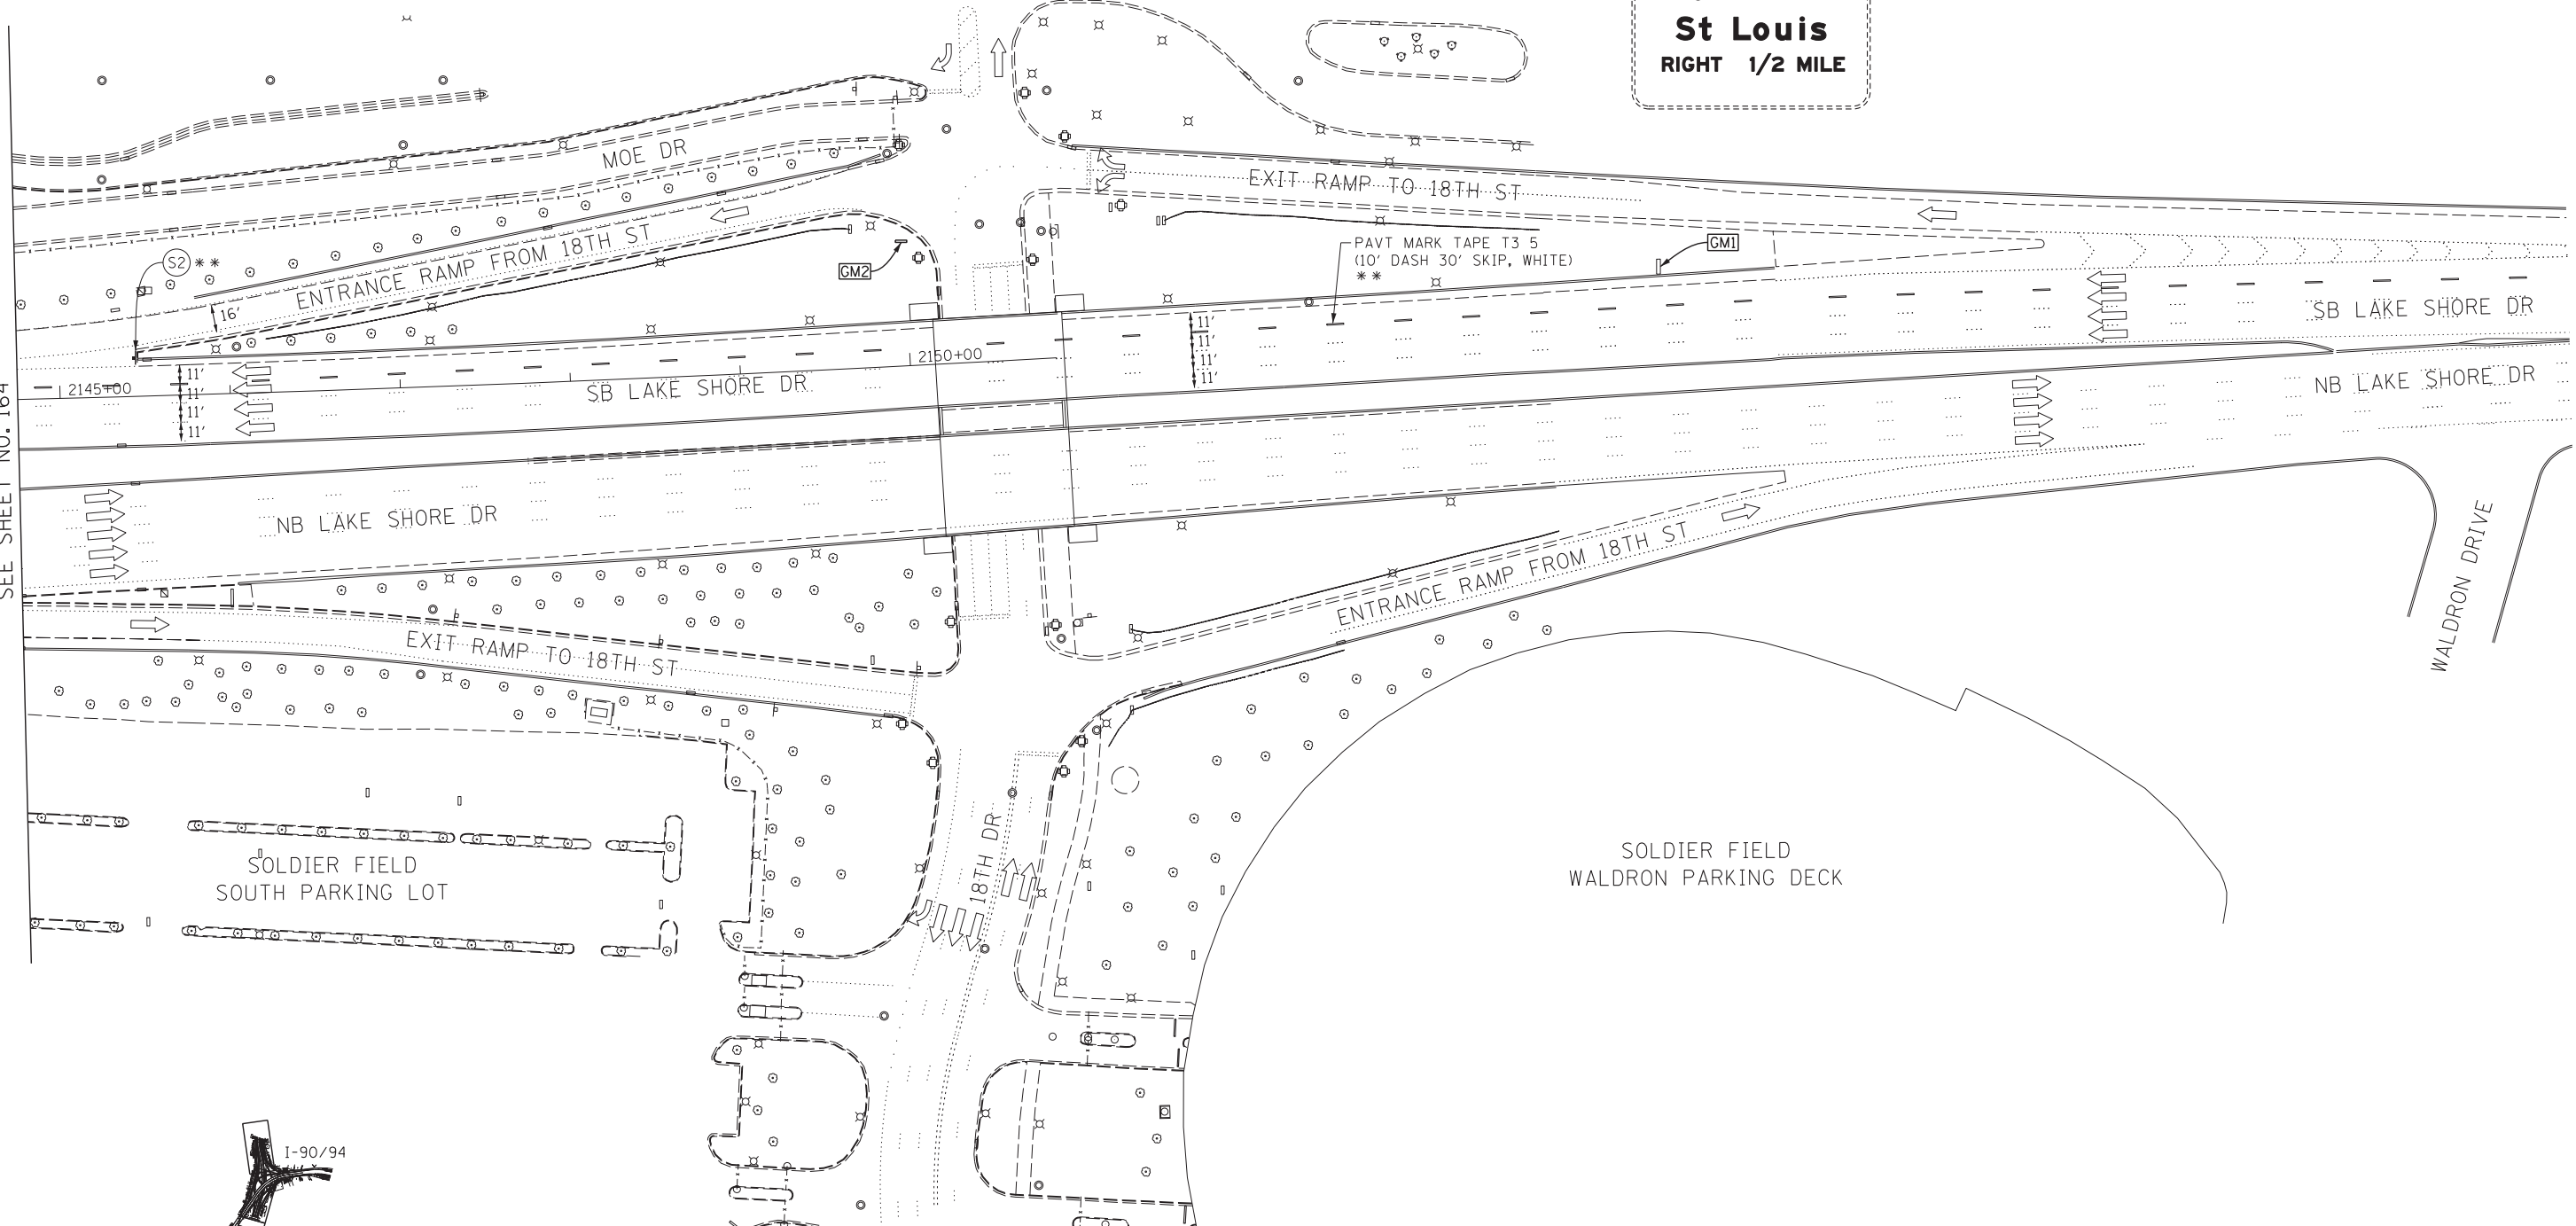 St Louis
RIGHT 1/2 MILE
MOE DR
EXIT RAMP TO 18TH ST
ENTRANCE RAMP FROM 18TH ST
S2 **
16'
GM2
PAVT MARK TAPE T3 5
(10' DASH 30' SKIP, WHITE)
**
GM1
SB LAKE SHORE DR
11'
11'
11'
11'
2150+00
SB LAKE SHORE DR
2145+00
11'
11'
11'
11'
NB LAKE SHORE DR
SEE SHEET NO. 164
NB LAKE SHORE DR
ENTRANCE RAMP FROM 18TH ST
WALDRON DRIVE
EXIT RAMP TO 18TH ST
18TH DR
SOLDIER FIELD
SOUTH PARKING LOT
SOLDIER FIELD
WALDRON PARKING DECK
I-90/94